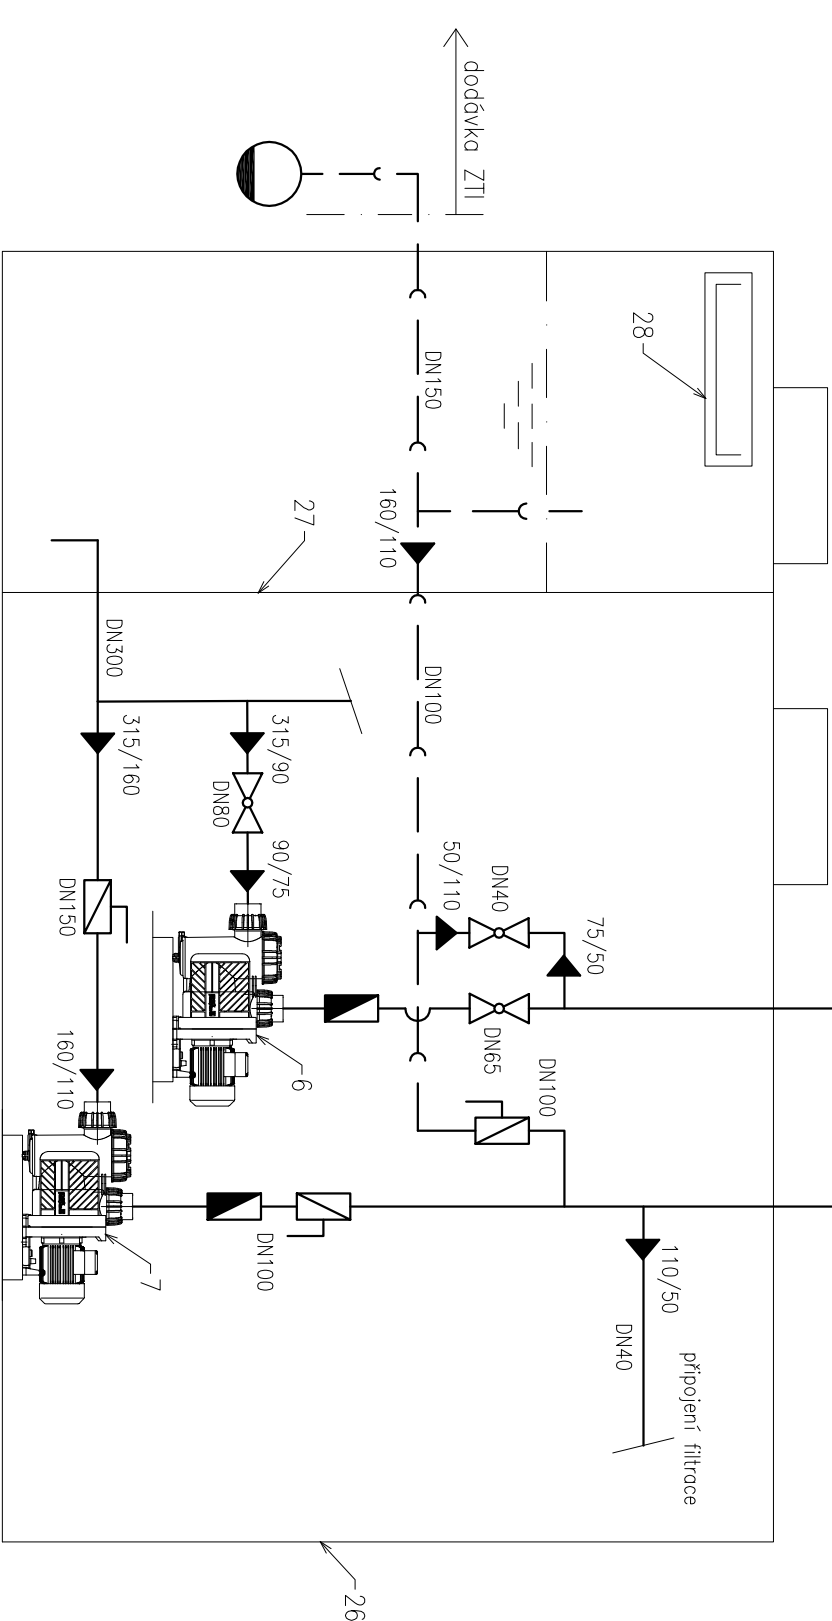 dodávka ZTI
28
DN150
160/110
27
DN300
DN100
315/160
315/90
DN80
90/75
DN150
50/110
DN40
75/50
DN65
DN100
6
160/110
7
DN100
110/50
DN40
připojení filtrace
26